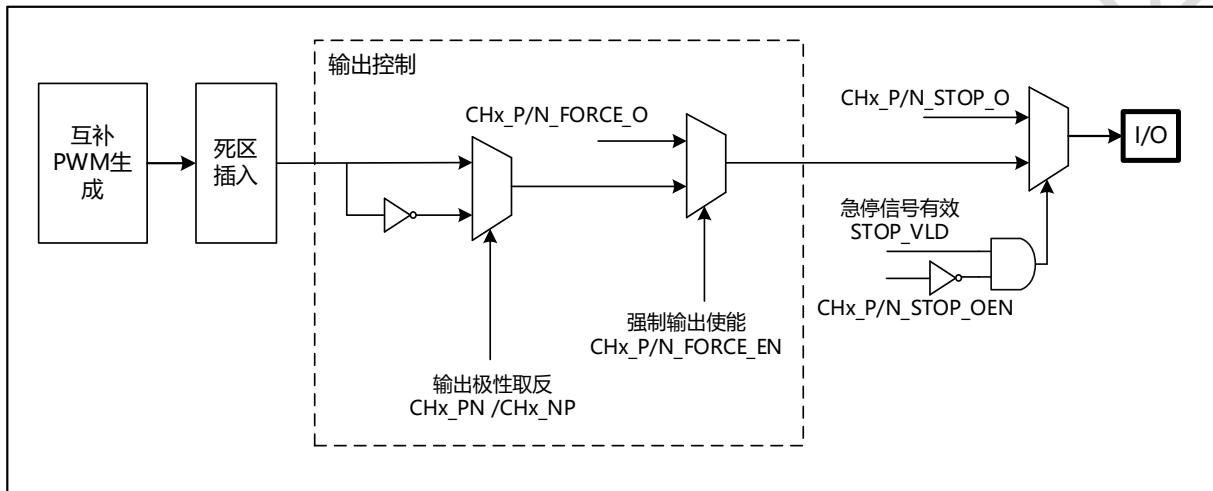 互补
PWM生
成
死区
插入
输出控制
CHx_P/N_FORCE_O
输出极性取反
CHx_PN /CHx_NP
强制输出使能
CHx_P/N_FORCE_EN
CHx_P/N_STOP_O
急停信号有效
STOP_VLD
CHx_P/N_STOP_OEN
I/O